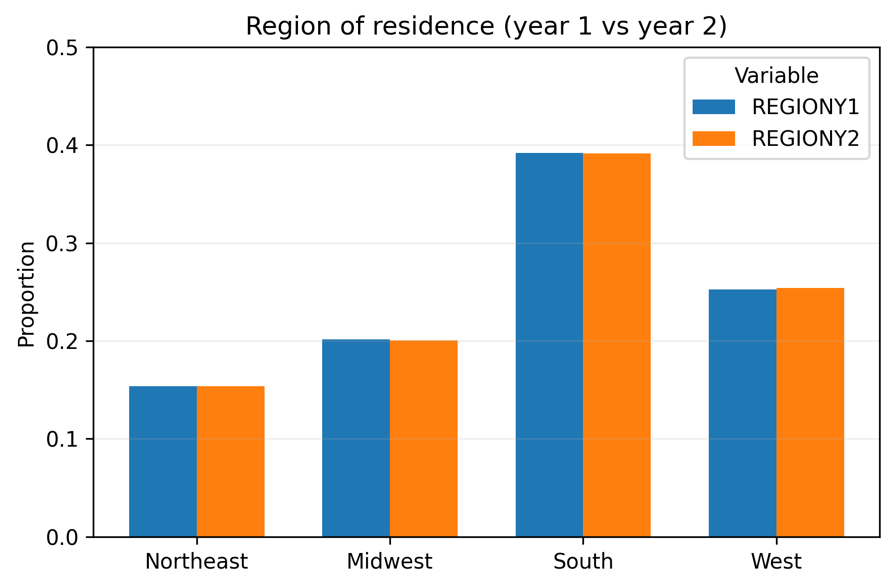 Region of residence (year 1 vs year 2)
Proportion
0.5
0.4
0.3
0.2
0.1
0.0
Variable
REGIONY1
REGIONY2
Northeast Midwest South West